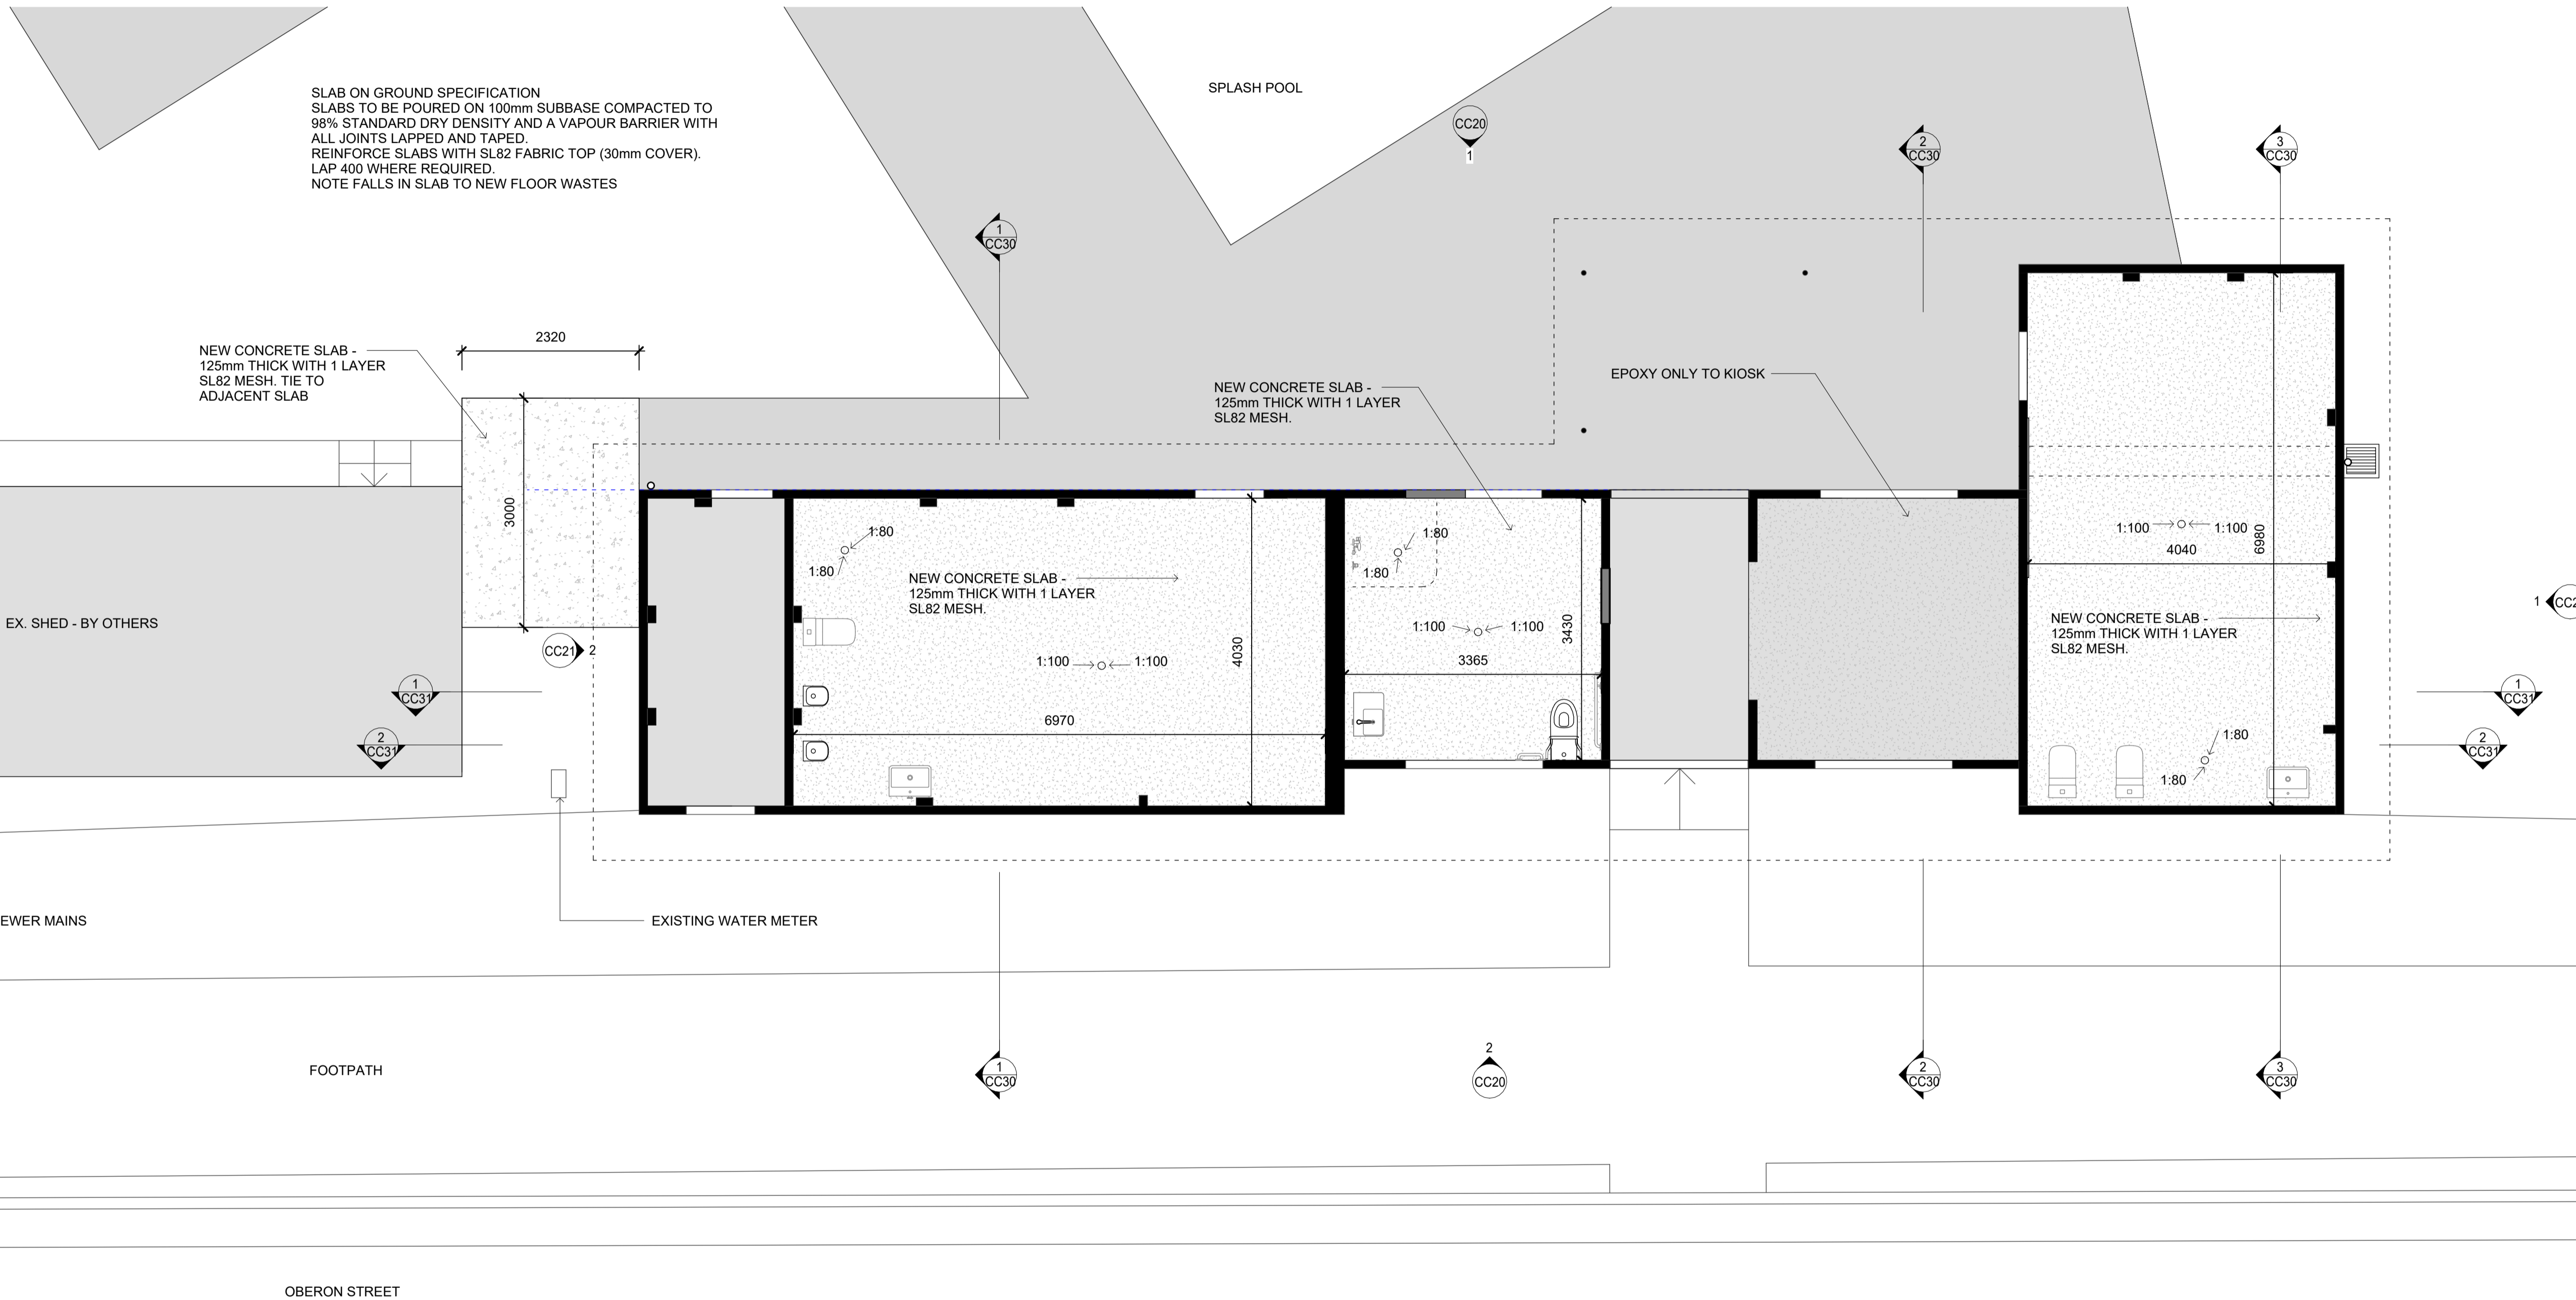 SPLASH POOL
SLAB ON GROUND SPECIFICATION
SLABS TO BE POURED ON 100mm SUBBASE COMPACTED TO
98% STANDARD DRY DENSITY AND A VAPOUR BARRIER WITH
ALL JOINTS LAPPED AND TAPED.
REINFORCE SLABS WITH SL82 FABRIC TOP (30mm COVER).
LAP 400 WHERE REQUIRED.
NOTE FALLS IN SLAB TO NEW FLOOR WASTES
CC20
1
2
CC30
3
CC30
1
CC30
2320
NEW CONCRETE SLAB -
125mm THICK WITH 1 LAYER
SL82 MESH. TIE TO
ADJACENT SLAB
NEW CONCRETE SLAB -
125mm THICK WITH 1 LAYER
SL82 MESH.
EPOXY ONLY TO KIOSK
3000
1:80
1:80
NEW CONCRETE SLAB -
125mm THICK WITH 1 LAYER
SL82 MESH.
1:100
1:100
4030
6970
1:80
1:80
1:100
1:100
3430
3365
1:100
1:100
6980
4040
NEW CONCRETE SLAB -
125mm THICK WITH 1 LAYER
SL82 MESH.
1:80
1:80
1
EX. SHED - BY OTHERS
CC21
2
1
CC31
2
CC31
1
CC31
2
CC31
EWER MAINS
EXISTING WATER METER
FOOTPATH
1
CC30
2
CC20
2
CC30
3
CC30
OBERON STREET